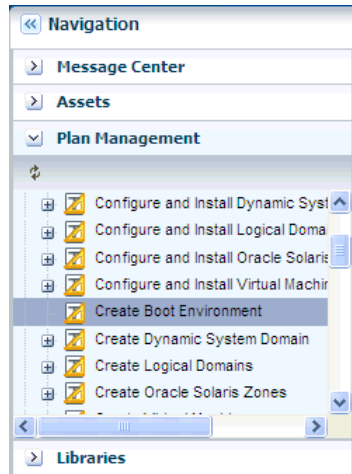 Navigation
Message Center
Assets
Plan Management
Configure and Install Dynamic Syst
Configure and Install Logical Doma
Configure and Install Oracle Solaris
Configure and Install Virtual Machin
Create Boot Environment
Create Dynamic System Domain
Create Logical Domains
Create Oracle Solaris Zones
Libraries